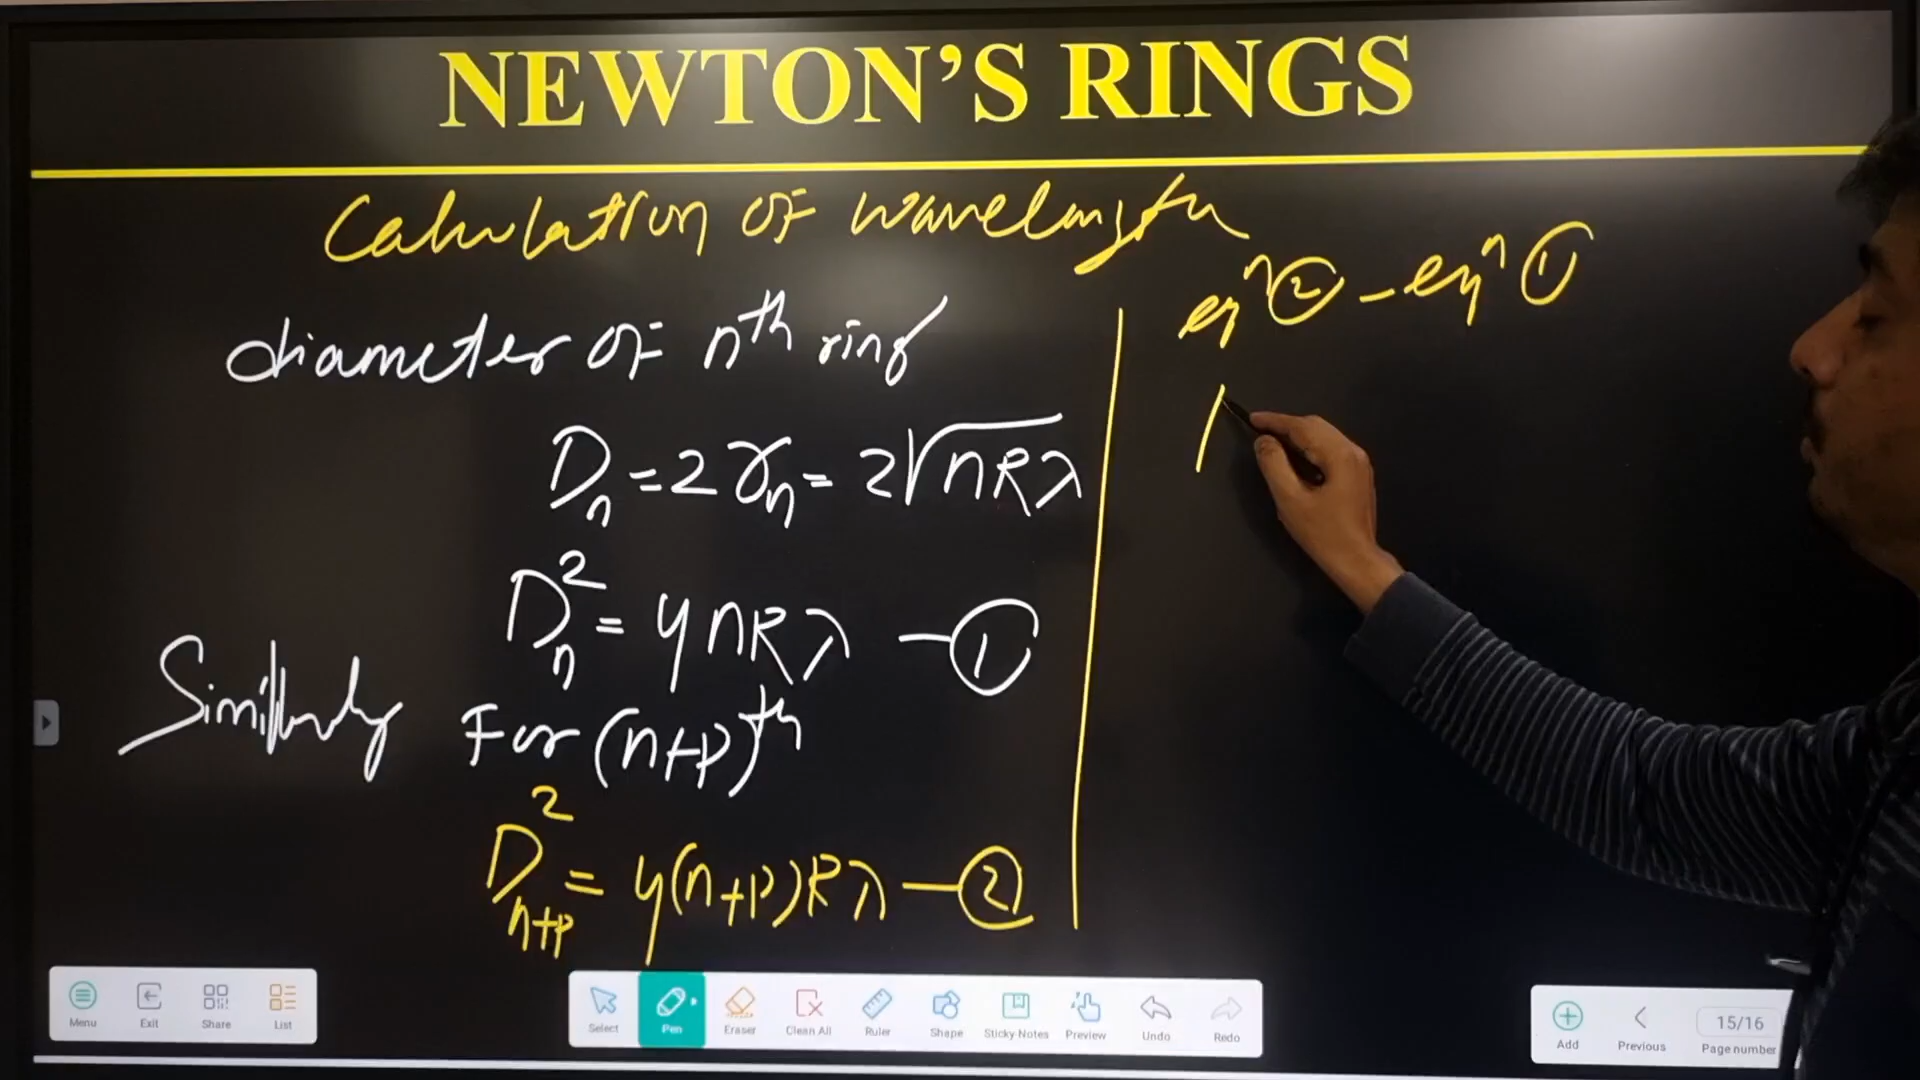 NEWTON'S RINGS
Calculation of wavelength
diameter of nth ring
Dₙ = 2rₙ = 2√nRλ
Dₙ² = 4nRλ —①
Similarly For (n+p)th
D²ₙ₊ₚ = 4(n+p)Rλ —②
eqⁿ ② – eqⁿ ①
Menu Exit Share List
Select Pen Eraser Clean All Ruler Shape Sticky Notes Preview Undo Redo
Add Previous 15/16 Page number